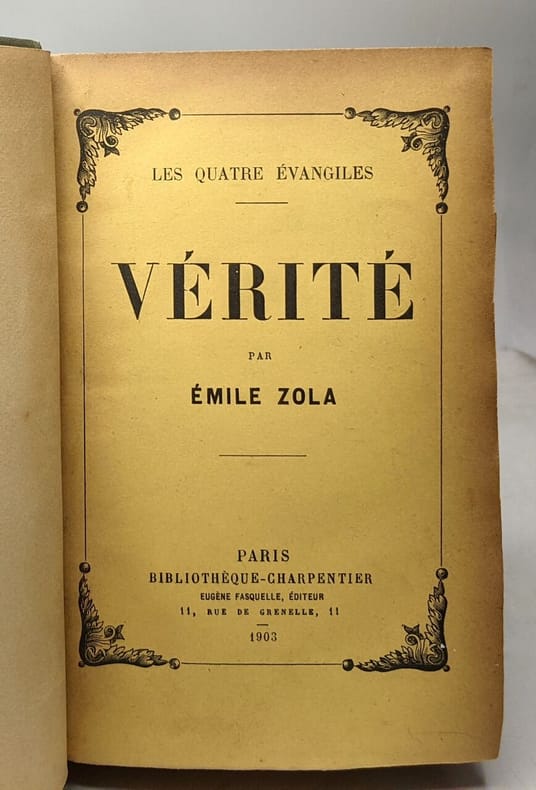 LES QUATRE ÉVANGILES
VÉRITÉ
PAR
ÉMILE ZOLA
PARIS
BIBLIOTHÈQUE-CHARPENTIER
EUGÈNE FASQUELLE, ÉDITEUR
11, RUE DE GRENELLE, 11
1903